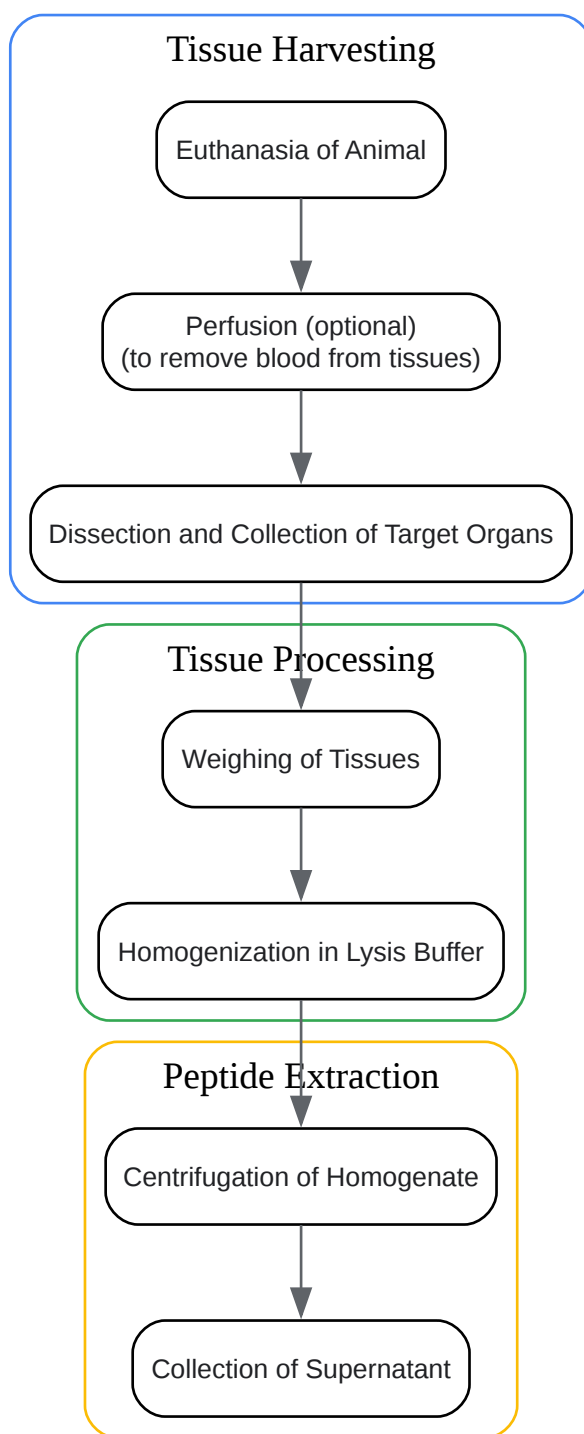 Tissue Harvesting
Euthanasia of Animal
Perfusion (optional)
(to remove blood from tissues)
Dissection and Collection of Target Organs
Tissue Processing
Weighing of Tissues
Homogenization in Lysis Buffer
Peptide Extraction
Centrifugation of Homogenate
Collection of Supernatant